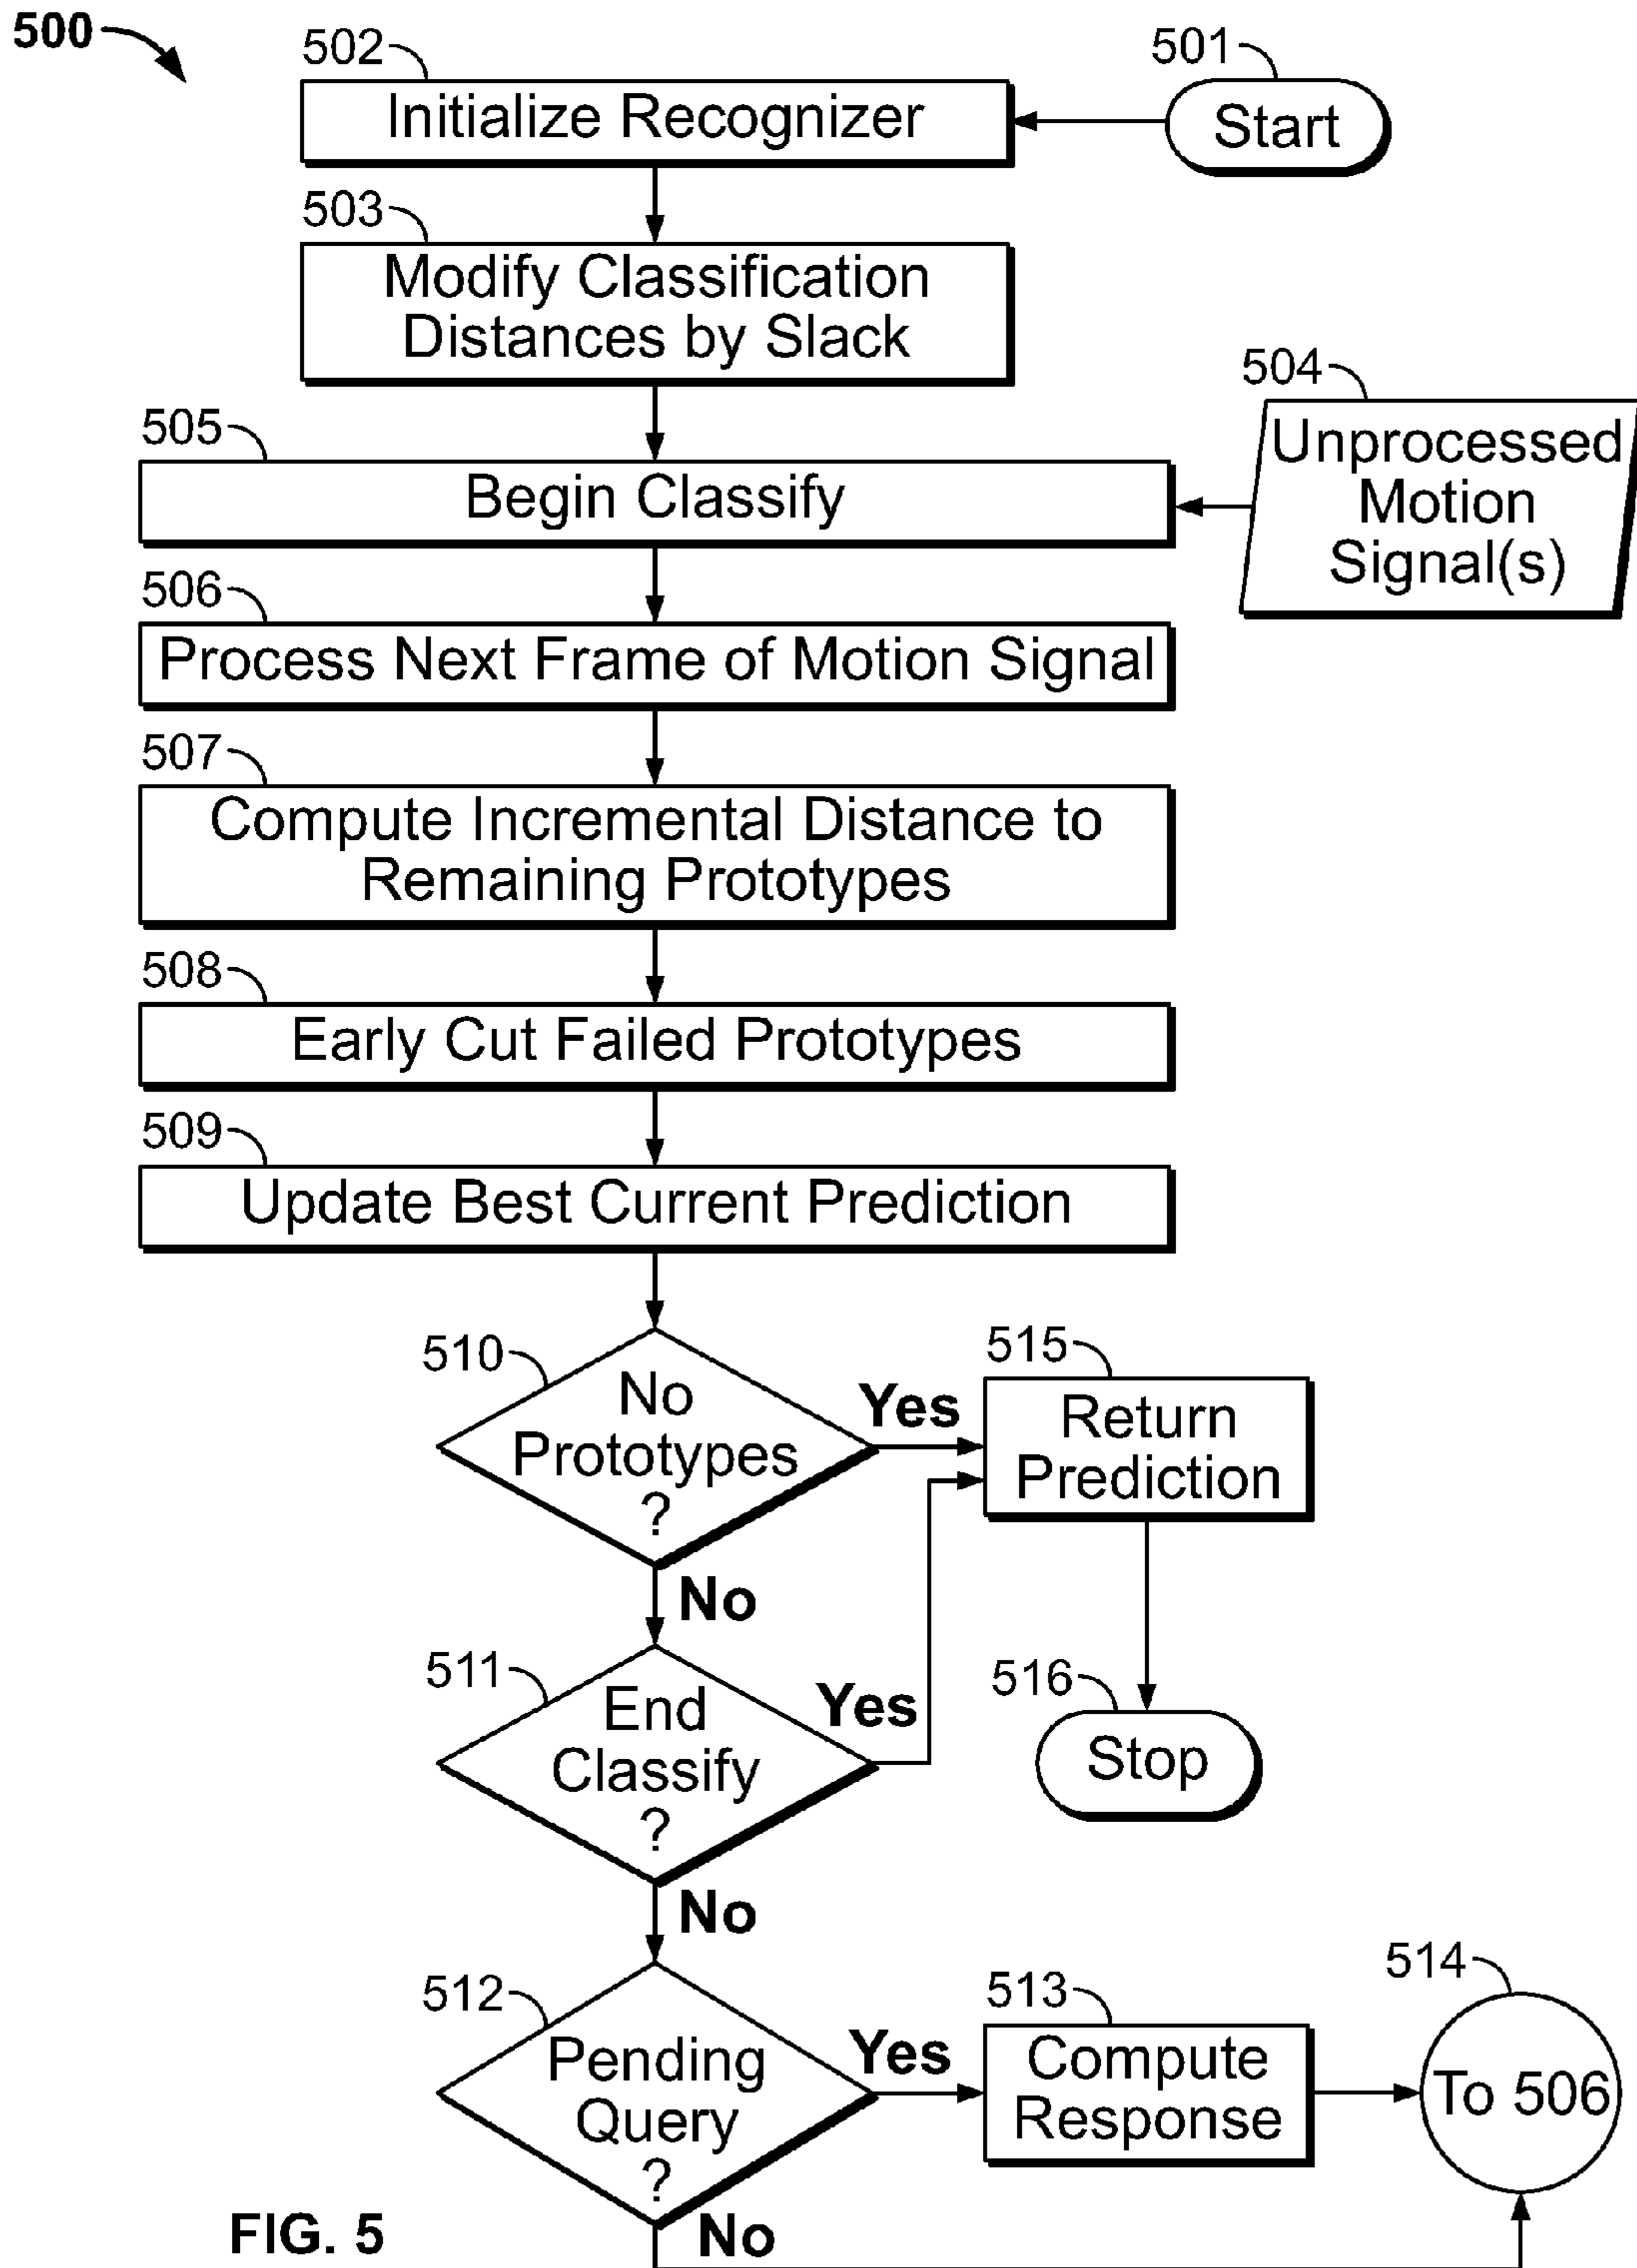 500
502
501
Initialize Recognizer
Start
503
Modify Classification
Distances by Slack
504
Unprocessed
Motion
Signal(s)
505
Begin Classify
506
Process Next Frame of Motion Signal
507
Compute Incremental Distance to
Remaining Prototypes
508
Early Cut Failed Prototypes
509
Update Best Current Prediction
510
No
Prototypes
?
Yes
515
Return
Prediction
No
511
End
Classify
?
Yes
516
Stop
No
512
Pending
Query
?
Yes
513
Compute
Response
514
To 506
No
FIG. 5